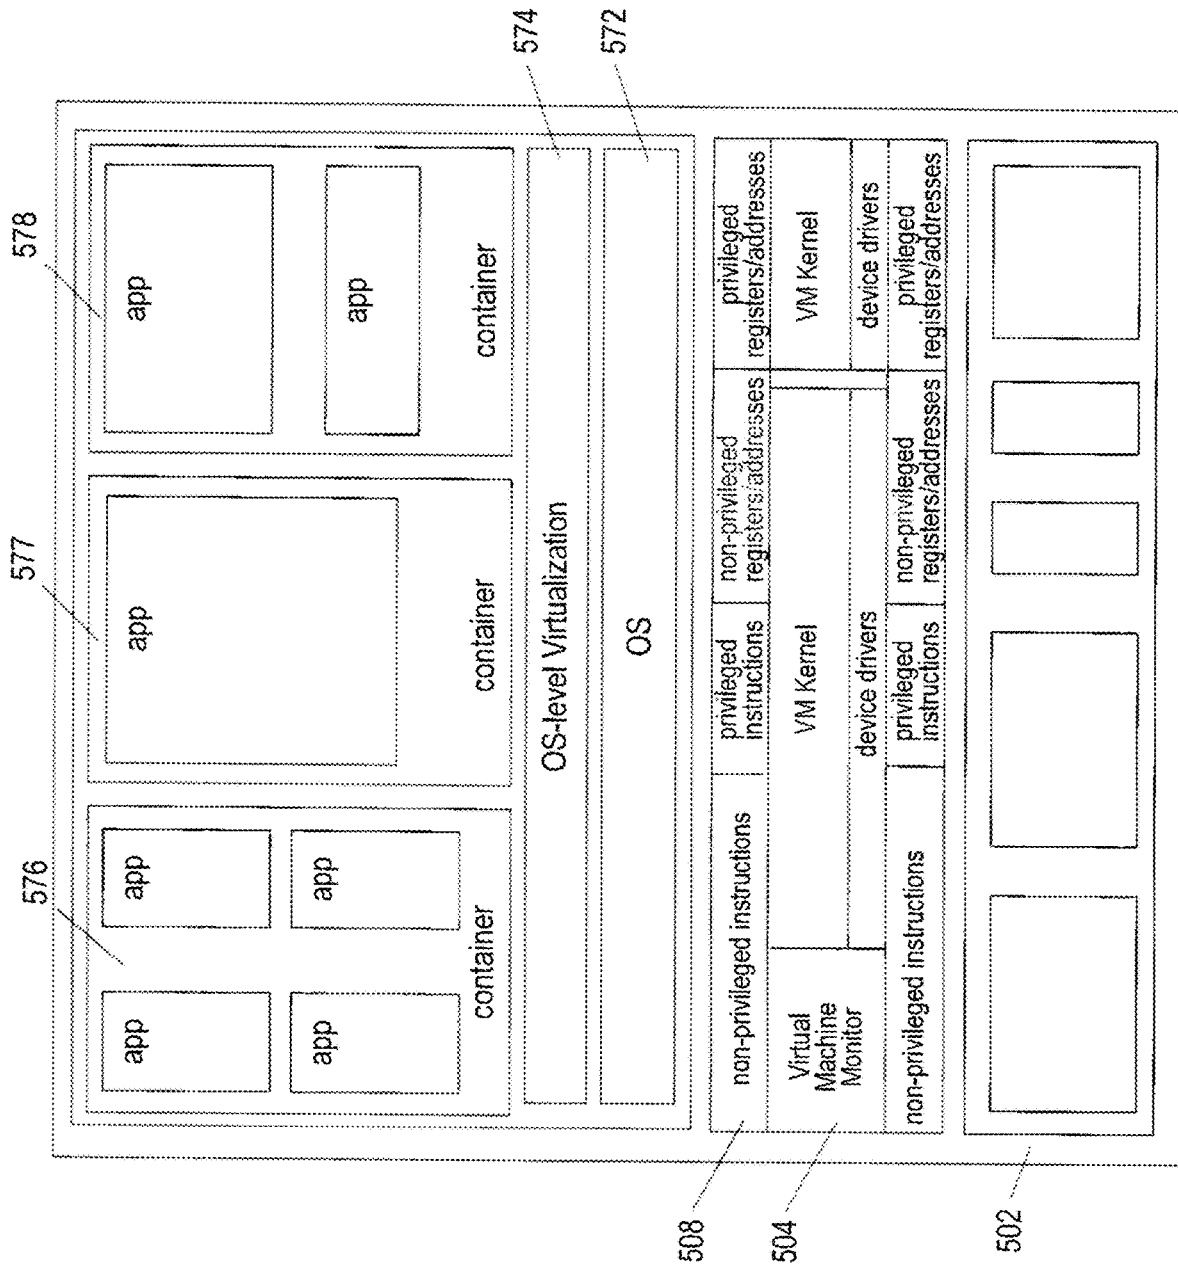 576
577
578
app
app
app
app
container
app
container
app
app
container
OS-level Virtualization
574
OS
572
508
non-privileged instructions
privileged
instructions
non-privileged
registers/addresses
privileged
registers/addresses
504
Virtual
Machine
Monitor
VM Kernel
device drivers
VM Kernel
device drivers
non-privileged instructions
privileged
instructions
non-privileged
registers/addresses
privileged
registers/addresses
502